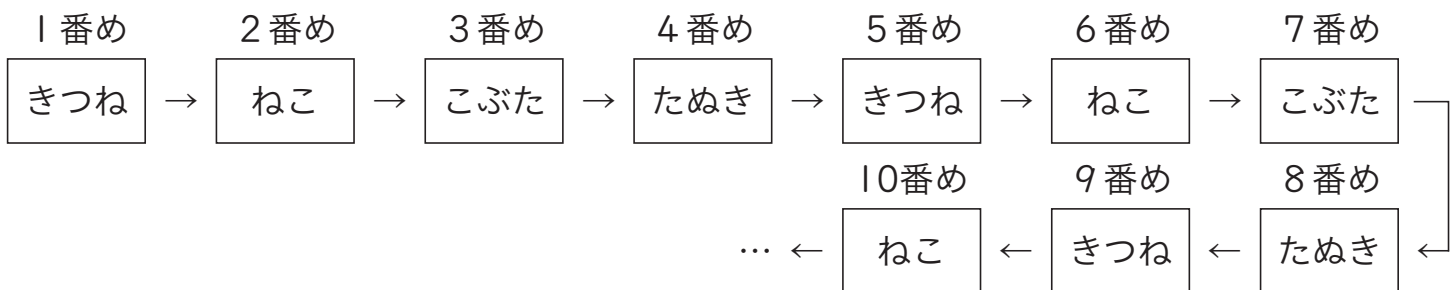 1番め 2番め 3番め 4番め 5番め 6番め 7番め
きつね → ねこ → こぶた → たぬき → きつね → ねこ → こぶた
10番め 9番め 8番め
… ← ねこ ← きつね ← たぬき ←